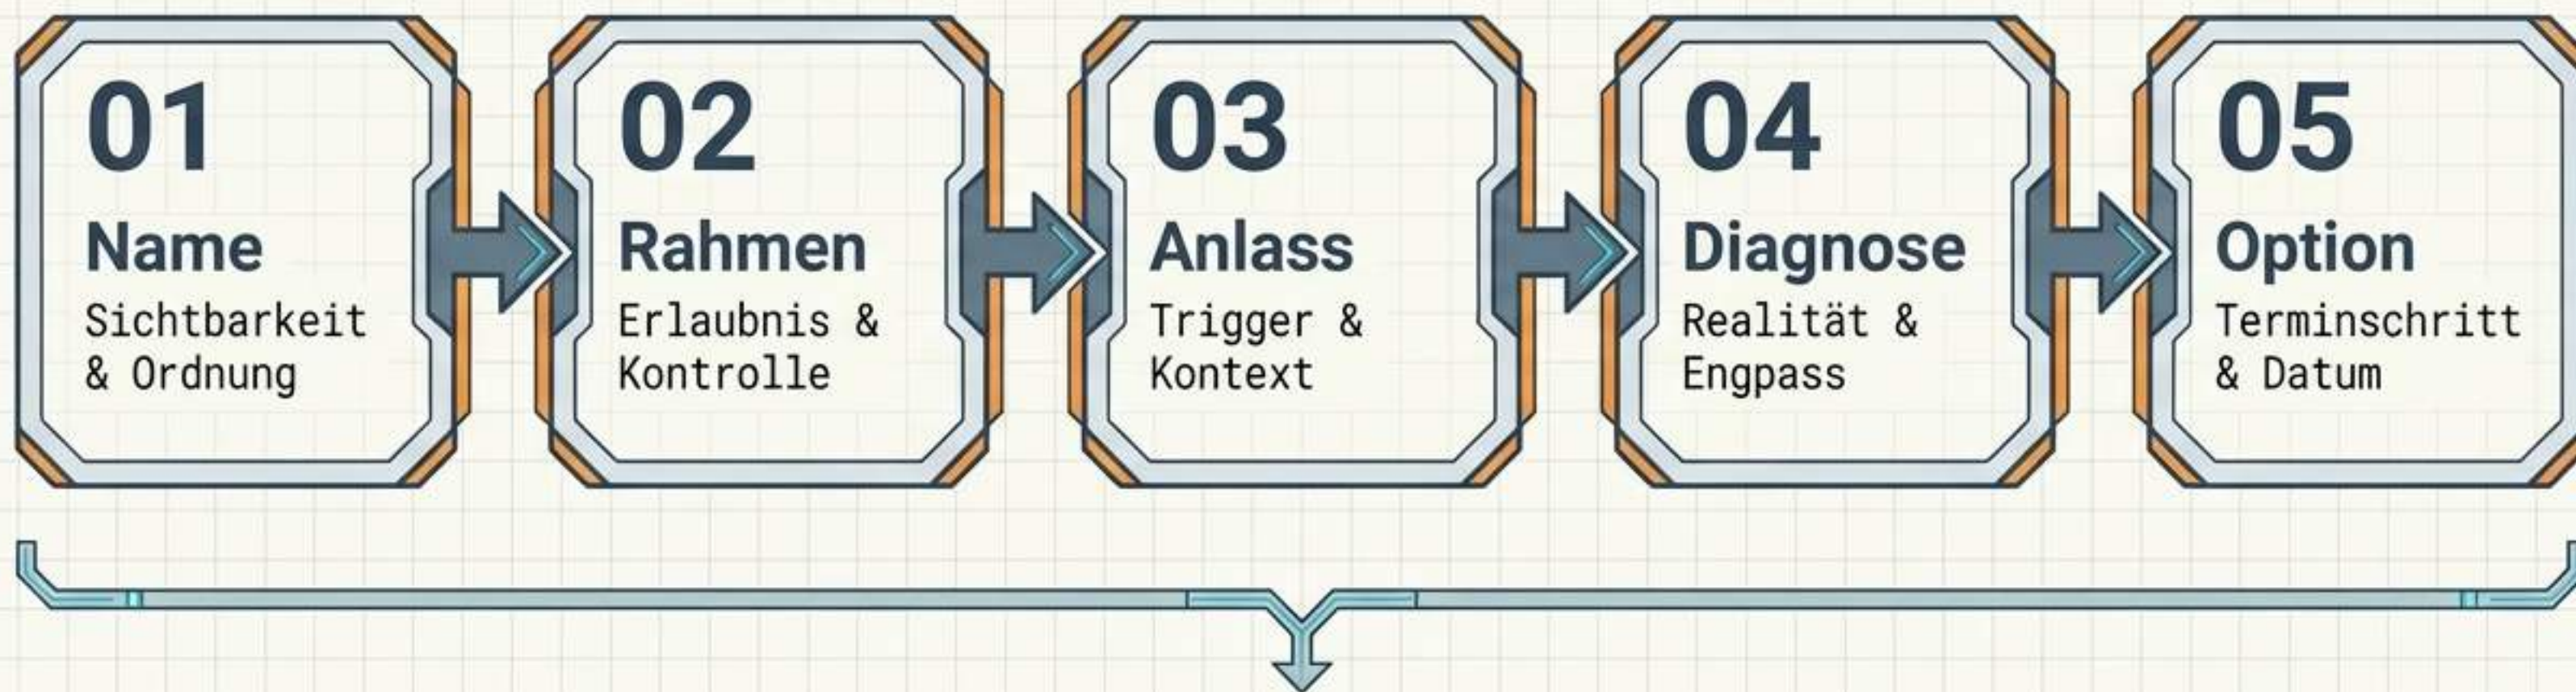 01
Name
Sichtbarkeit
& Ordnung
02
Rahmen
Erlaubnis &
Kontrolle
03
Anlass
Trigger &
Kontext
04
Diagnose
Realität &
Engpass
05
Option
Terminschritt
& Datum